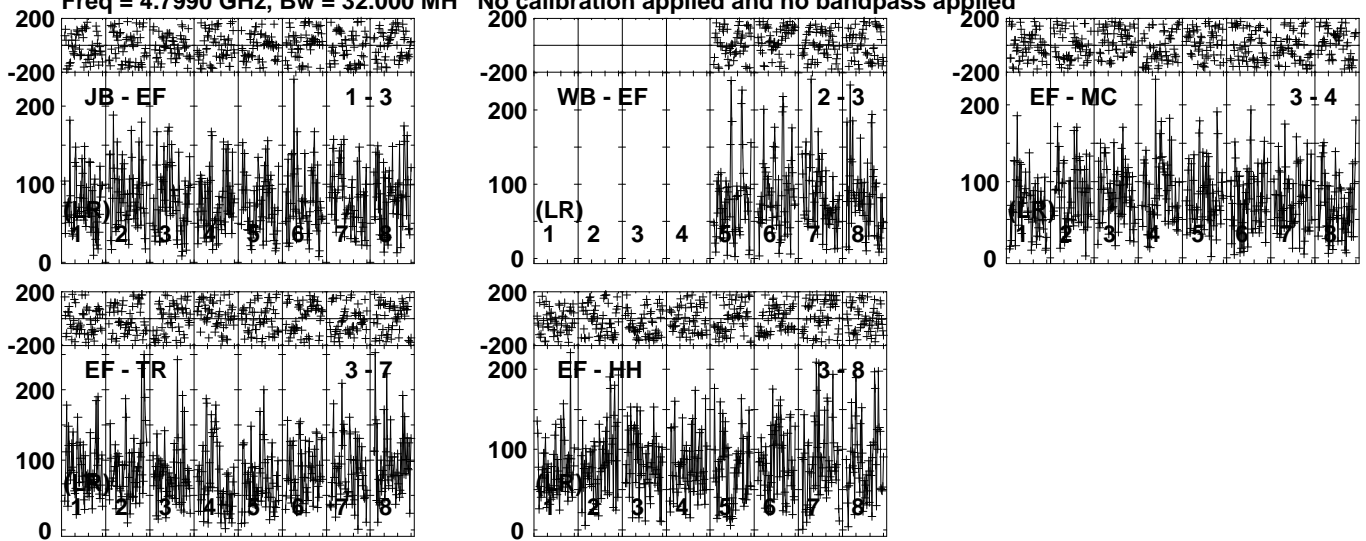 Freq = 4.7990 GHz, Bw = 32.000 MH No calibration applied and no bandpass applied
200
-200
JB - EF 1 - 3
200
100
(LR)
1 2 3 4 5 6 7 8
0
200
-200
WB - EF 2 - 3
200
100
(LR)
1 2 3 4 5 6 7 8
0
200
-200
EF - MC 3 - 4
200
100
(LR)
1 2 3 4 5 6 7 8
0
200
-200
EF - TR 3 - 7
200
100
(LR)
1 2 3 4 5 6 7 8
0
200
-200
EF - HH 3 - 8
200
100
(LR)
1 2 3 4 5 6 7 8
0